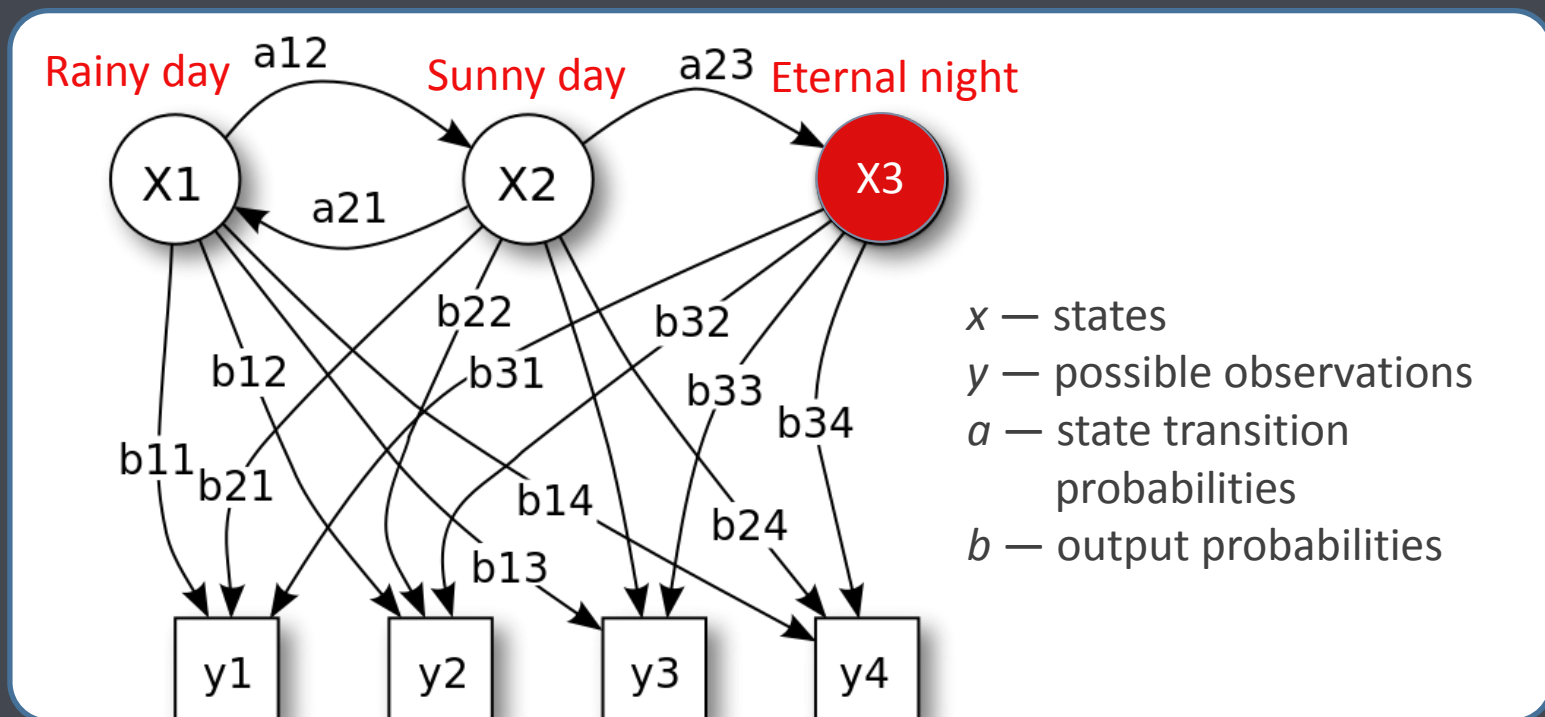 a12
a23
Rainy day
Sunny day
Eternal night
X1
X2
X3
a21
b22
b32
x — states
b12
b31
y — possible observations
b33
b34
a — state transition
probabilities
b11
b21
b14
b24
b13
b — output probabilities
y1
y2
y3
y4